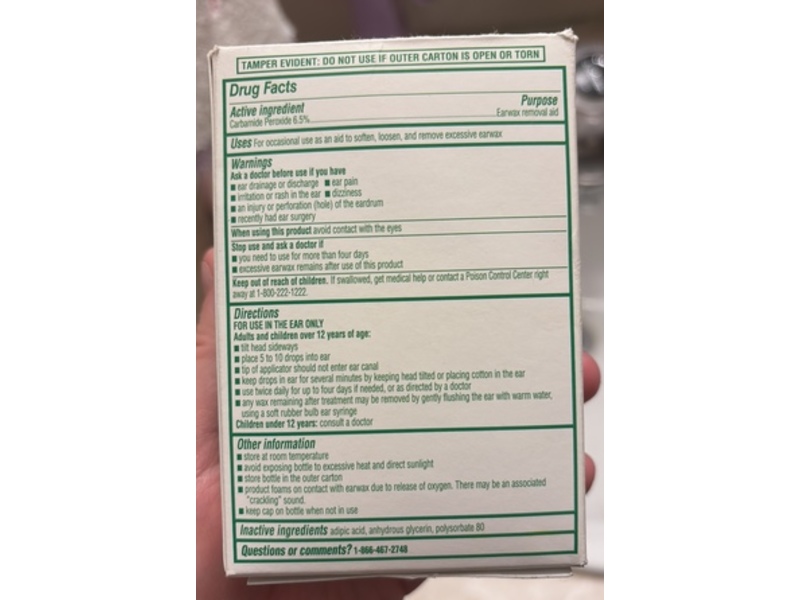 TAMPER EVIDENT: DO NOT USE IF OUTER CARTON IS OPEN OR TORN
Drug Facts
Active ingredient Purpose
Carbamide Peroxide 6.5% Earwax removal aid
Uses For occasional use as an aid to soften, loosen, and remove excessive earwax
Warnings
Ask a doctor before use if you have
■ ear drainage or discharge ■ ear pain
■ irritation or rash in the ear ■ dizziness
■ an injury or perforation (hole) of the eardrum
■ recently had ear surgery
When using this product avoid contact with the eyes
Stop use and ask a doctor if
■ you need to use for more than four days
■ excessive earwax remains after use of this product
Keep out of reach of children. If swallowed, get medical help or contact a Poison Control Center right
away at 1-800-222-1222.
Directions
FOR USE IN THE EAR ONLY
Adults and children over 12 years of age:
■ tilt head sideways
■ place 5 to 10 drops into ear
■ tip of applicator should not enter ear canal
■ keep drops in ear for several minutes by keeping head tilted or placing cotton in the ear
■ use twice daily for up to four days if needed, or as directed by a doctor
■ any wax remaining after treatment may be removed by gently flushing the ear with warm water,
using a soft rubber bulb ear syringe
Children under 12 years: consult a doctor
Other information
■ store at room temperature
■ avoid exposing bottle to excessive heat and direct sunlight
■ store bottle in the outer carton
■ product foams on contact with earwax due to release of oxygen. There may be an associated
"crackling" sound.
■ keep cap on bottle when not in use
Inactive ingredients adipic acid, anhydrous glycerin, polysorbate 80
Questions or comments? 1-866-467-2748